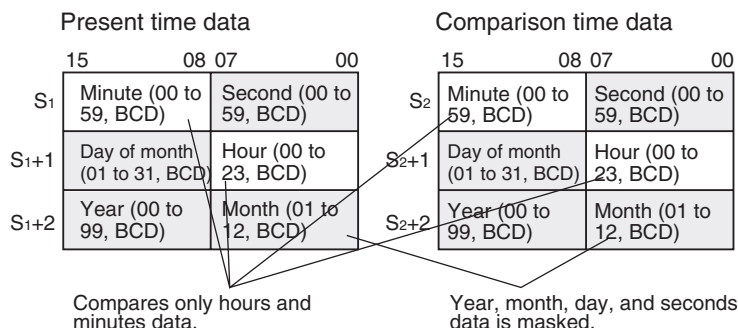 Present time data
Comparison time data
15 08 07 00
15 08 07 00
S1
Minute (00 to
59, BCD)
Second (00 to
59, BCD)
S1+1
Day of month
(01 to 31, BCD)
Hour (00 to
23, BCD)
S1+2
Year (00 to
99, BCD)
Month (01 to
12, BCD)
S2
Minute (00 to
59, BCD)
Second (00 to
59, BCD)
S2+1
Day of month
(01 to 31, BCD)
Hour (00 to
23, BCD)
S2+2
Year (00 to
99, BCD)
Month (01 to
12, BCD)
Compares only hours and
minutes data.
Year, month, day, and seconds
data is masked.